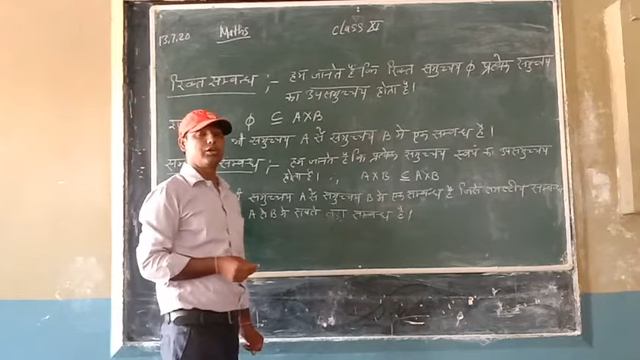 13.7.20 Maths class XI
रिक्त सम्बन्ध :- हम जानते है कि रिक्त समुच्चय ϕ प्रत्येक समुच्चय
का उपसमुच्चय होता है।
ϕ ⊆ A×B
भी समुच्चय A से समुच्चय B मे एक सम्बन्ध है।
सम्बन्ध :- हम जानते है कि प्रत्येक समुच्चय स्वयं का उपसमुच्चय
होता है। ∴ A×B ⊆ A×B
समुच्चय A से समुच्चय B मे एक सम्बन्ध है जिसे सम्बन्ध
A से B मे सबसे बड़ा सम्बन्ध है।